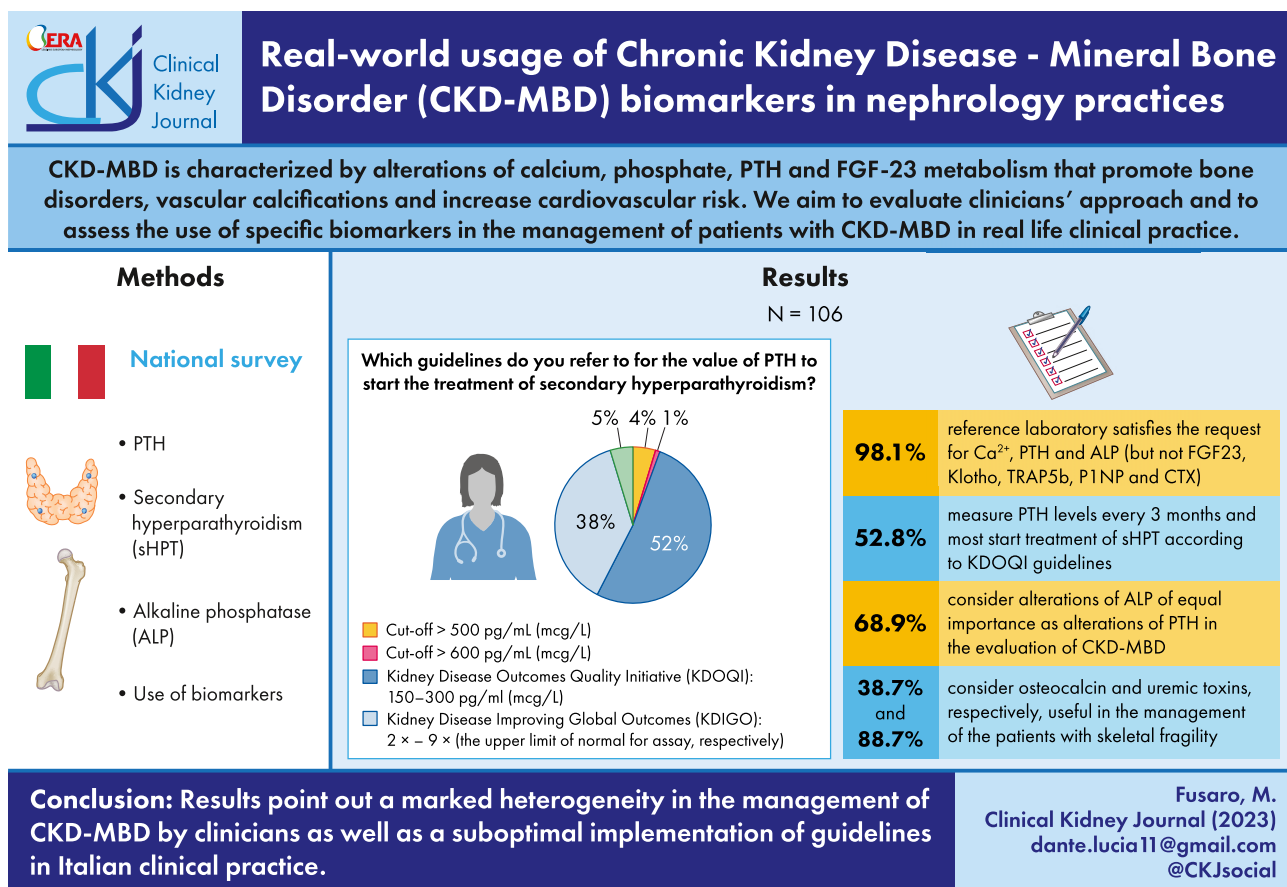 ERA
CKJ
Clinical
Kidney
Journal
Real-world usage of Chronic Kidney Disease - Mineral Bone
Disorder (CKD-MBD) biomarkers in nephrology practices
CKD-MBD is characterized by alterations of calcium, phosphate, PTH and FGF-23 metabolism that promote bone
disorders, vascular calcifications and increase cardiovascular risk. We aim to evaluate clinicians’ approach and to
assess the use of specific biomarkers in the management of patients with CKD-MBD in real life clinical practice.
Methods
National survey
• PTH
• Secondary
hyperparathyroidism
(sHPT)
• Alkaline phosphatase
(ALP)
• Use of biomarkers
Results
N = 106
Which guidelines do you refer to for the value of PTH to
start the treatment of secondary hyperparathyroidism?
5% 4% 1%
38%
52%
Cut-off > 500 pg/mL (mcg/L)
Cut-off > 600 pg/mL (mcg/L)
Kidney Disease Outcomes Quality Initiative (KDOQI):
150–300 pg/ml (mcg/L)
Kidney Disease Improving Global Outcomes (KDIGO):
2 × – 9 × (the upper limit of normal for assay, respectively)
98.1%
reference laboratory satisfies the request
for Ca²⁺, PTH and ALP (but not FGF23,
Klotho, TRAP5b, P1NP and CTX)
52.8%
measure PTH levels every 3 months and
most start treatment of sHPT according
to KDOQI guidelines
68.9%
consider alterations of ALP of equal
importance as alterations of PTH in
the evaluation of CKD-MBD
38.7%
and
88.7%
consider osteocalcin and uremic toxins,
respectively, useful in the management
of the patients with skeletal fragility
Conclusion: Results point out a marked heterogeneity in the management of
CKD-MBD by clinicians as well as a suboptimal implementation of guidelines
in Italian clinical practice.
Fusaro, M.
Clinical Kidney Journal (2023)
dante.lucia11@gmail.com
@CKJsocial